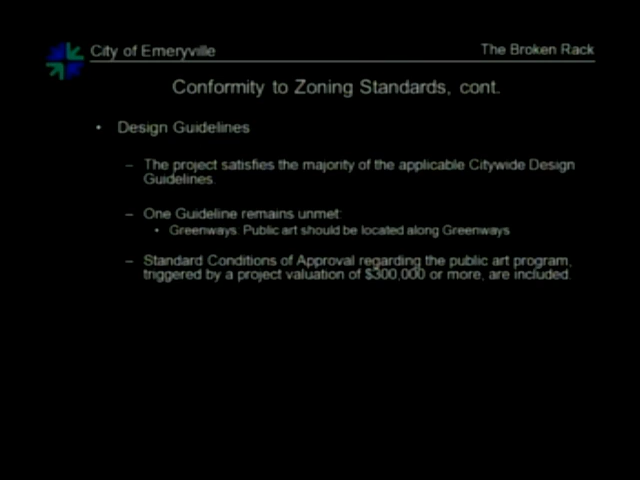 City of Emeryville
The Broken Rack
Conformity to Zoning Standards, cont.
• Design Guidelines
– The project satisfies the majority of the applicable Citywide Design
Guidelines.
– One Guideline remains unmet:
• Greenways: Public art should be located along Greenways
– Standard Conditions of Approval regarding the public art program,
triggered by a project valuation of $300,000 or more, are included.